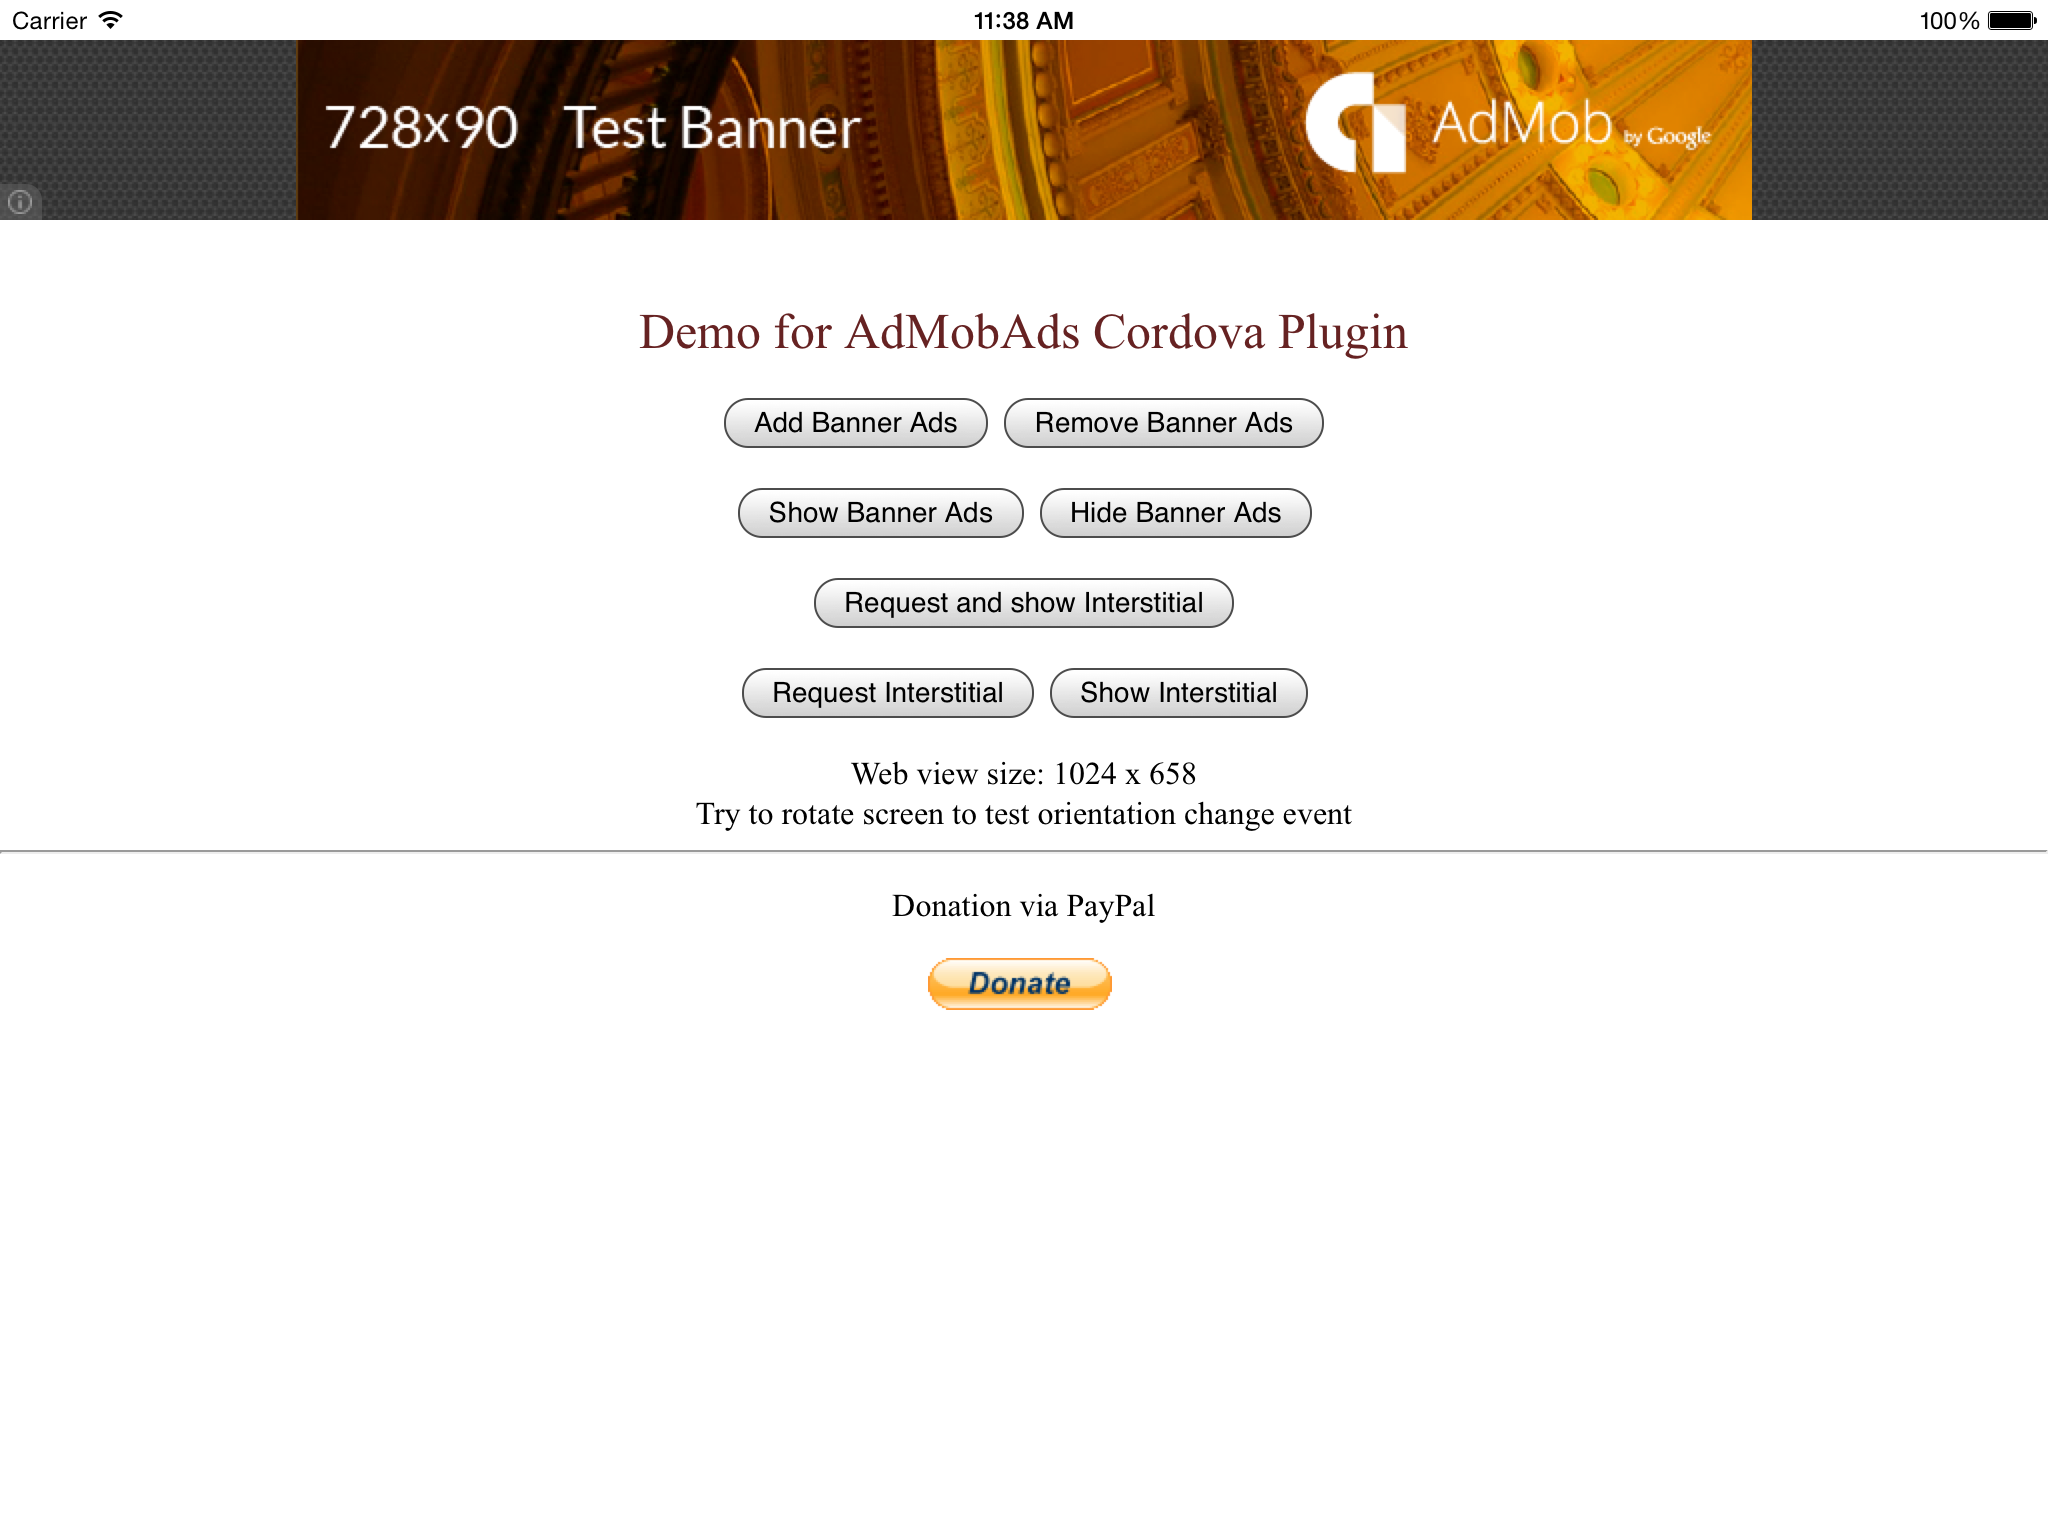 Carrier 11:38 AM 100%
728x90 Test Banner AdMob by Google
Demo for AdMobAds Cordova Plugin
Add Banner Ads Remove Banner Ads
Show Banner Ads Hide Banner Ads
Request and show Interstitial
Request Interstitial Show Interstitial
Web view size: 1024 x 658
Try to rotate screen to test orientation change event
Donation via PayPal
Donate